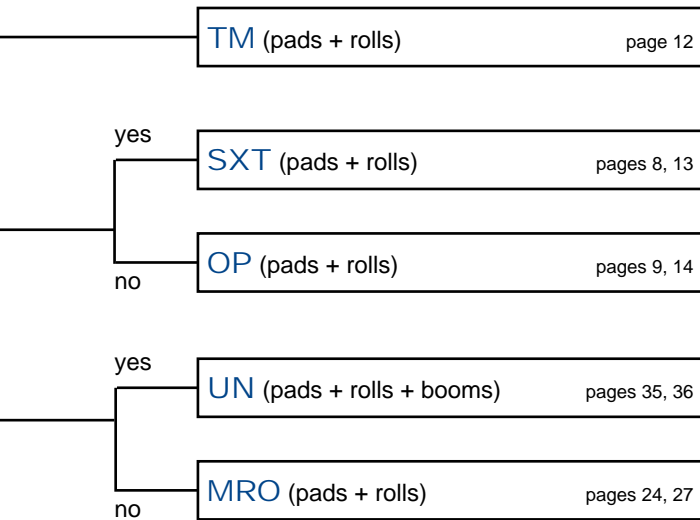 TM (pads + rolls) page 12
yes
SXT (pads + rolls) pages 8, 13
OP (pads + rolls) pages 9, 14
no
yes
UN (pads + rolls + booms) pages 35, 36
MRO (pads + rolls) pages 24, 27
no